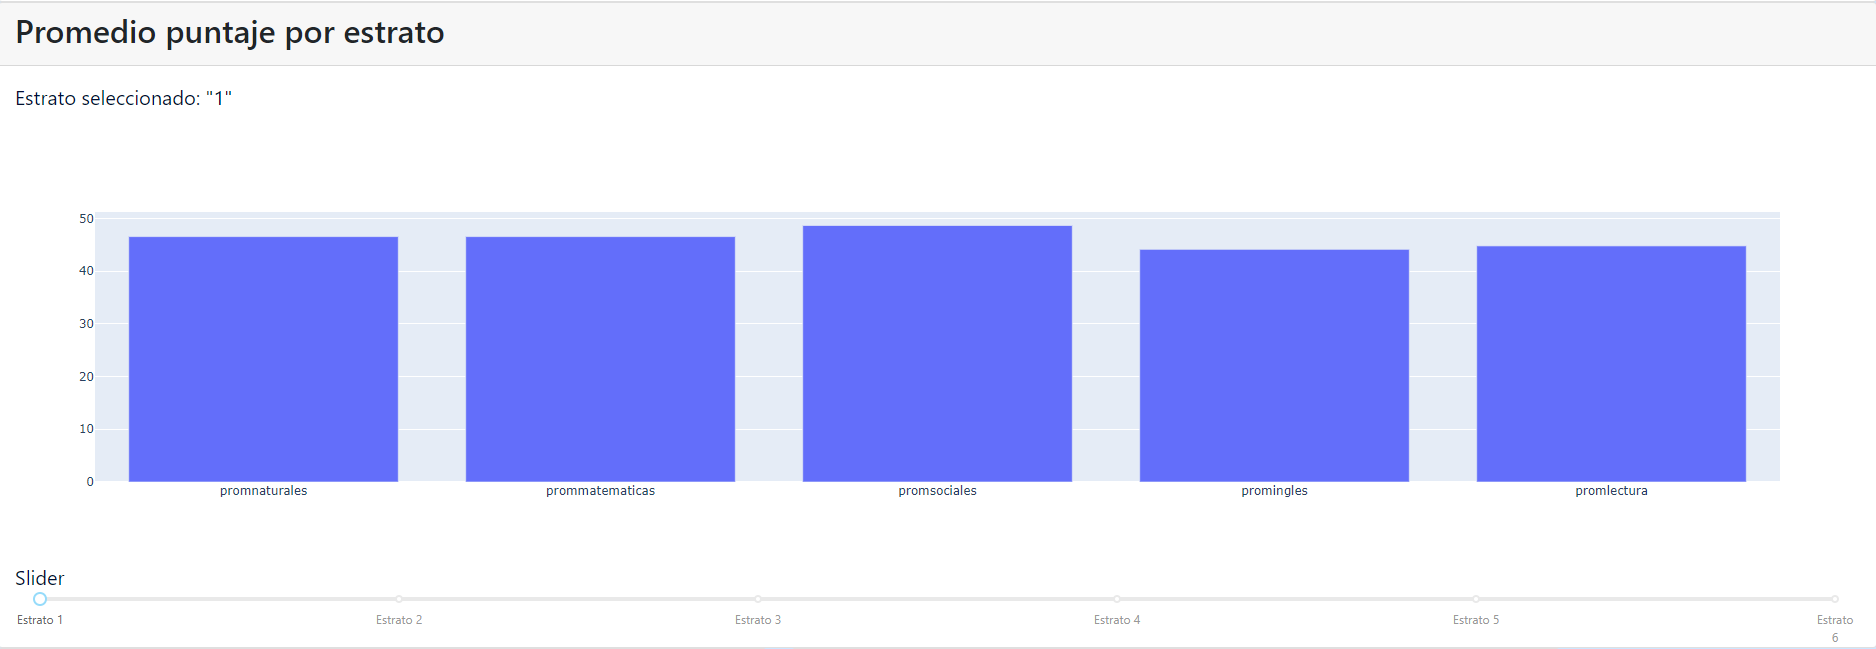 Promedio puntaje por estrato
Estrato seleccionado: "1"
50
40
30
20
10
0
promnaturales prommatematicas promsociales promingles promlectura
Slider
Estrato 1 Estrato 2 Estrato 3 Estrato 4 Estrato 5 Estrato
6